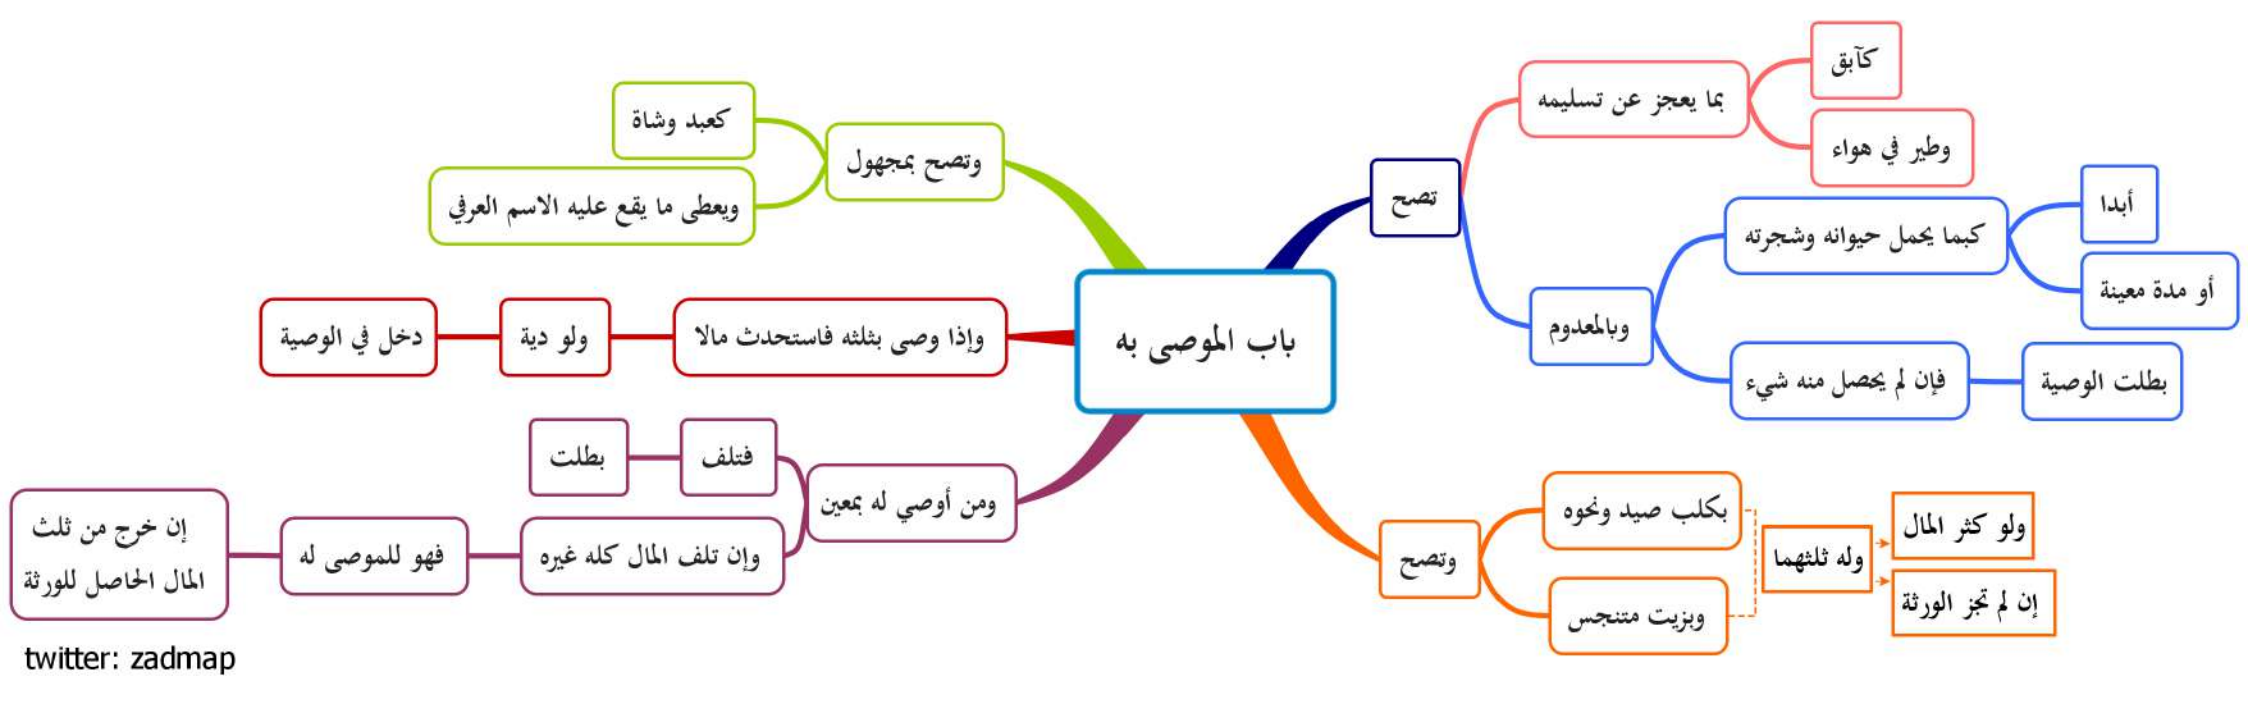 باب الموصى به
تصح
بما يعجز عن تسليمه
كآبق
وطير في هواء
وبالمعدوم
كبما يحمل حيوانه وشجرته
أبدا
أو مدة معينة
فإن لم يحصل منه شيء
بطلت الوصية
وتصح
بكلب صيد ونحوه
وبزيت متنجس
وله ثلثهما
ولو كثر المال
إن لم تجز الورثة
وتصح بمجهول
كعبد وشاة
ويعطى ما يقع عليه الاسم العرفي
وإذا وصى بثلثه فاستحدث مالا
ولو دية
دخل في الوصية
ومن أوصي له بمعين
فتلف
بطلت
وإن تلف المال كله غيره
فهو للموصى له
إن خرج من ثلث
المال الحاصل للورثة
twitter: zadmap